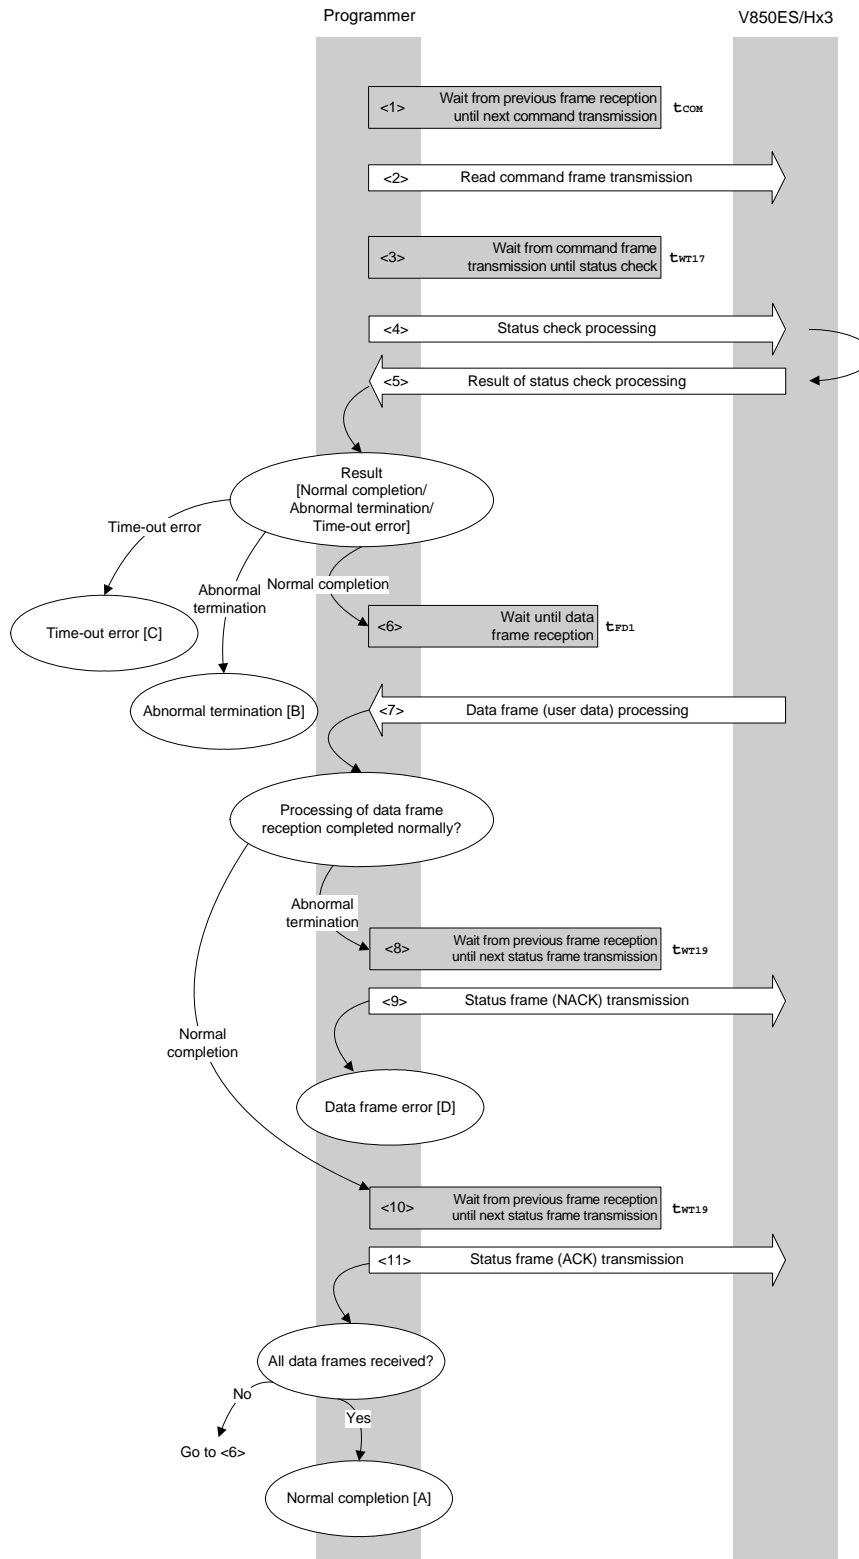 Programmer
V850ES/Hx3
<1>
Wait from previous frame reception
until next command transmission
tCOM
<2>
Read command frame transmission
<3>
Wait from command frame
transmission until status check
tWT17
<4>
Status check processing
<5>
Result of status check processing
Result
[Normal completion/
Abnormal termination/
Time-out error]
Time-out error
Abnormal
termination
Normal completion
Time-out error [C]
<6>
Wait until data
frame reception
tFD1
Abnormal termination [B]
<7>
Data frame (user data) processing
Processing of data frame
reception completed normally?
Abnormal
termination
<8>
Wait from previous frame reception
until next status frame transmission
tWT19
<9>
Status frame (NACK) transmission
Normal
completion
Data frame error [D]
<10>
Wait from previous frame reception
until next status frame transmission
tWT19
<11>
Status frame (ACK) transmission
All data frames received?
No
Yes
Go to <6>
Normal completion [A]